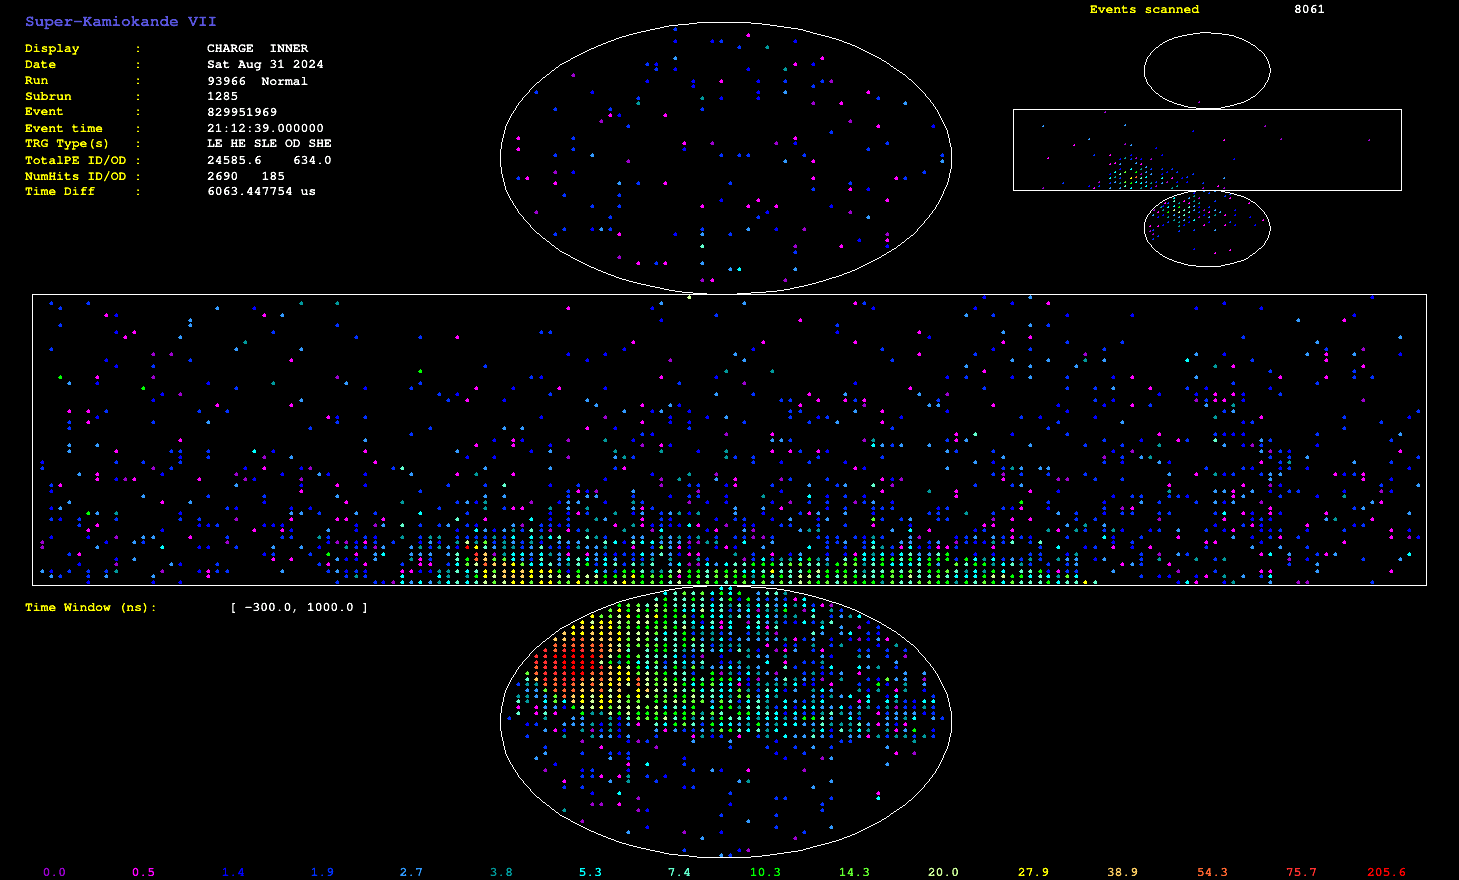 Super-Kamiokande VII
Display : CHARGE INNER
Date : Sat Aug 31 2024
Run : 93966 Normal
Subrun : 1285
Event : 829951969
Event time : 21:12:39.000000
TRG Type(s) : LE HE SLE OD SHE
TotalPE ID/OD : 24585.6 634.0
NumHits ID/OD : 2690 185
Time Diff : 6063.447754 us
Events scanned 8061
Time Window (ns): [ -300.0, 1000.0 ]
0.0 0.5 1.4 1.9 2.7 3.8 5.3 7.4 10.3 14.3 20.0 27.9 38.9 54.3 75.7 205.6